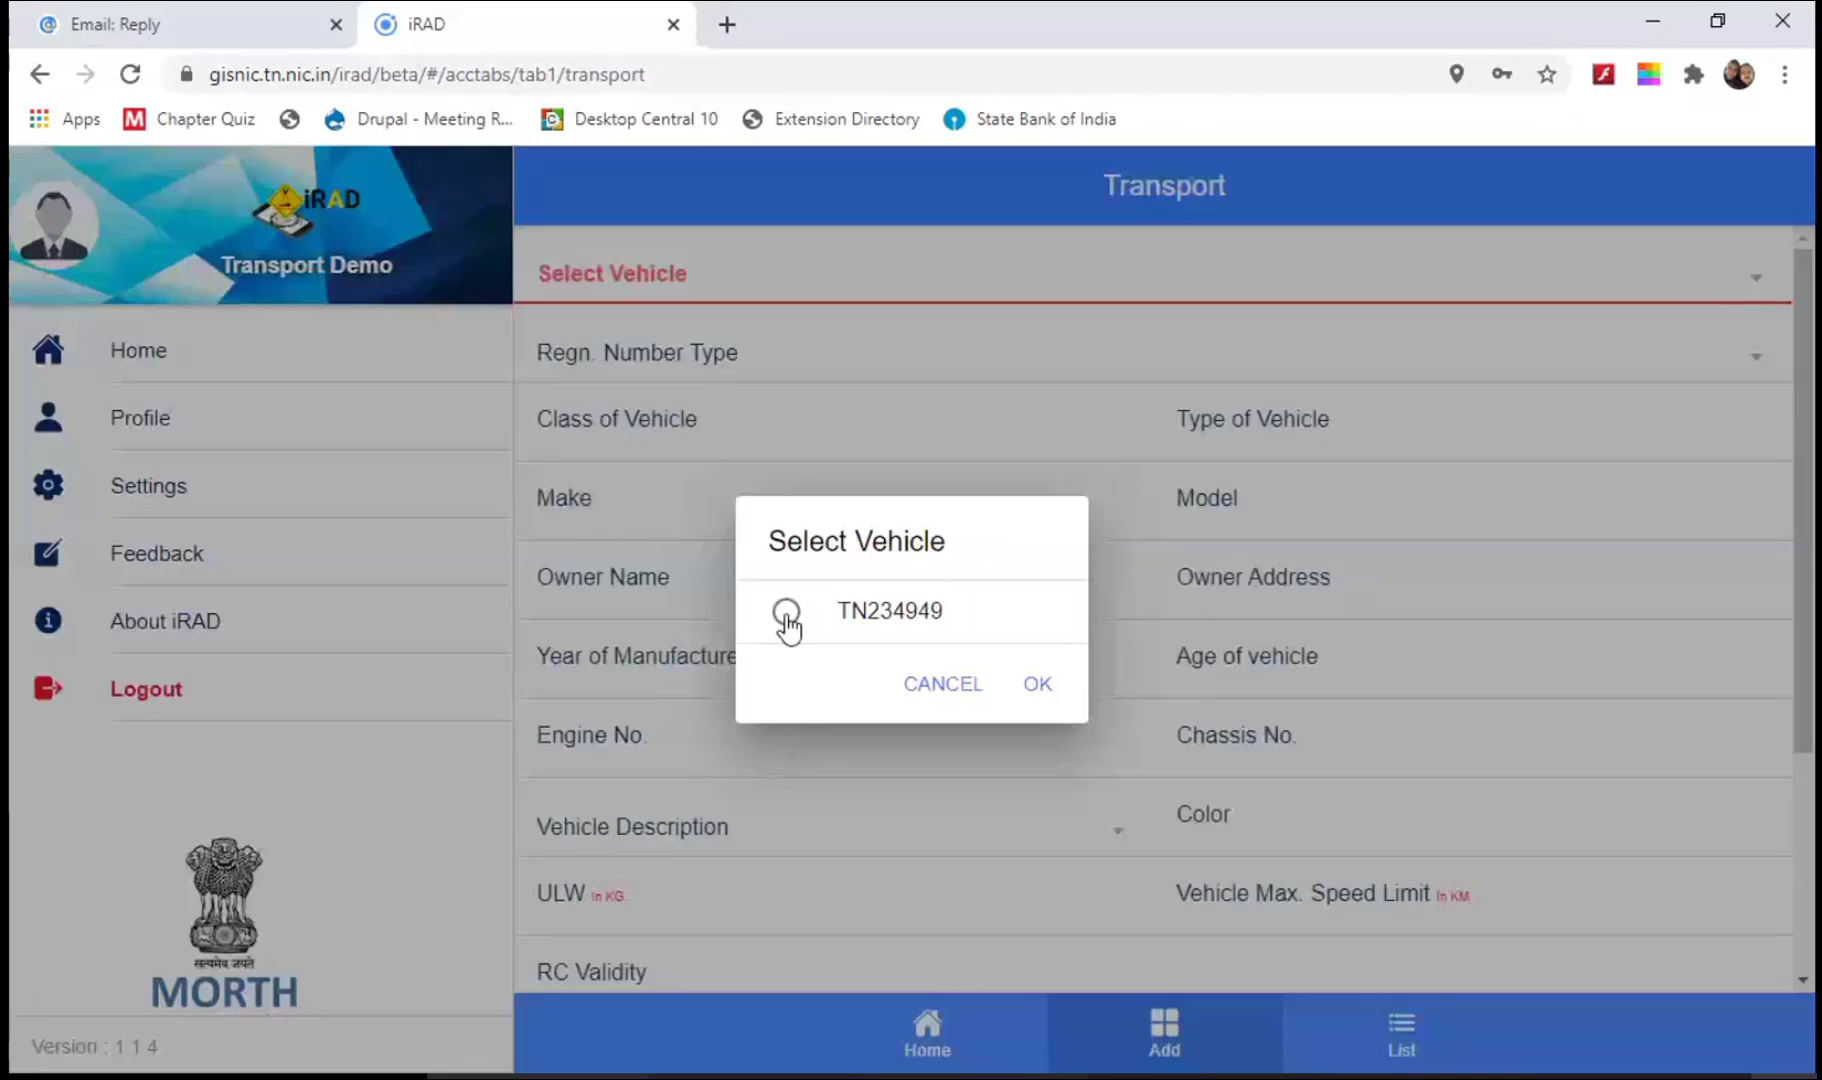 Email: Reply
iRAD
gisnic.tn.nic.in/irad/beta/#/acctabs/tab1/transport
Apps
M Chapter Quiz
Drupal - Meeting R...
Desktop Central 10
Extension Directory
State Bank of India
iRAD
Transport Demo
Home
Profile
Settings
Feedback
About iRAD
Logout
सत्यमेव जयते
MORTH
Version : 1 1 4
Transport
Select Vehicle
Regn. Number Type
Class of Vehicle
Type of Vehicle
Make
Model
Owner Name
Owner Address
Year of Manufacture
Age of vehicle
Engine No.
Chassis No.
Vehicle Description
Color
ULW In KG.
Vehicle Max. Speed Limit In KM
RC Validity
Select Vehicle
TN234949
CANCEL OK
Home
Add
List